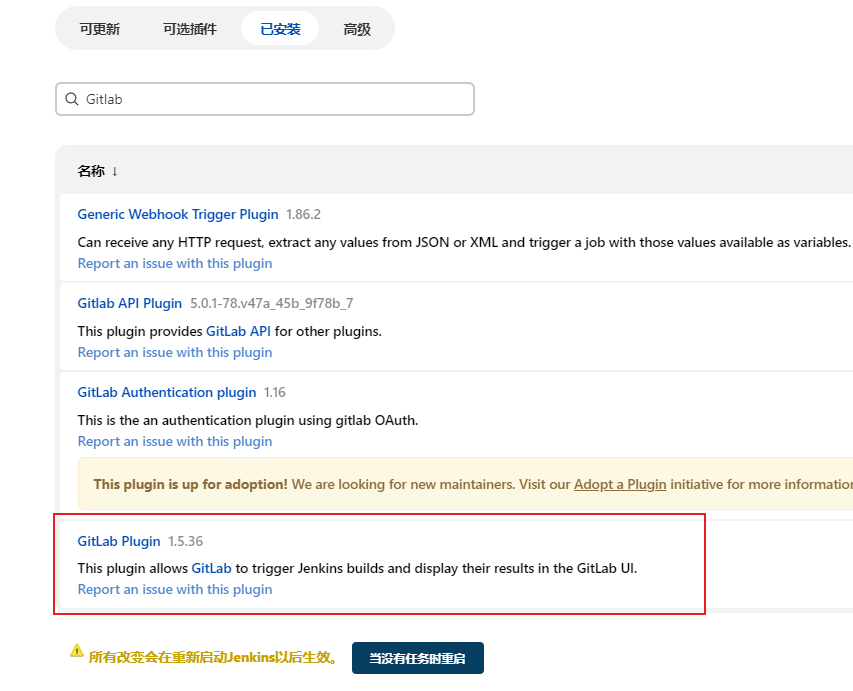 可更新 可选插件 已安装 高级
Gitlab
名称 ↓
Generic Webhook Trigger Plugin 1.86.2
Can receive any HTTP request, extract any values from JSON or XML and trigger a job with those values available as variables.
Report an issue with this plugin
Gitlab API Plugin 5.0.1-78.v47a_45b_9f78b_7
This plugin provides GitLab API for other plugins.
Report an issue with this plugin
GitLab Authentication plugin 1.16
This is the an authentication plugin using gitlab OAuth.
Report an issue with this plugin
This plugin is up for adoption! We are looking for new maintainers. Visit our Adopt a Plugin initiative for more information
GitLab Plugin 1.5.36
This plugin allows GitLab to trigger Jenkins builds and display their results in the GitLab UI.
Report an issue with this plugin
所有改变会在重新启动Jenkins以后生效。 当没有任务时重启